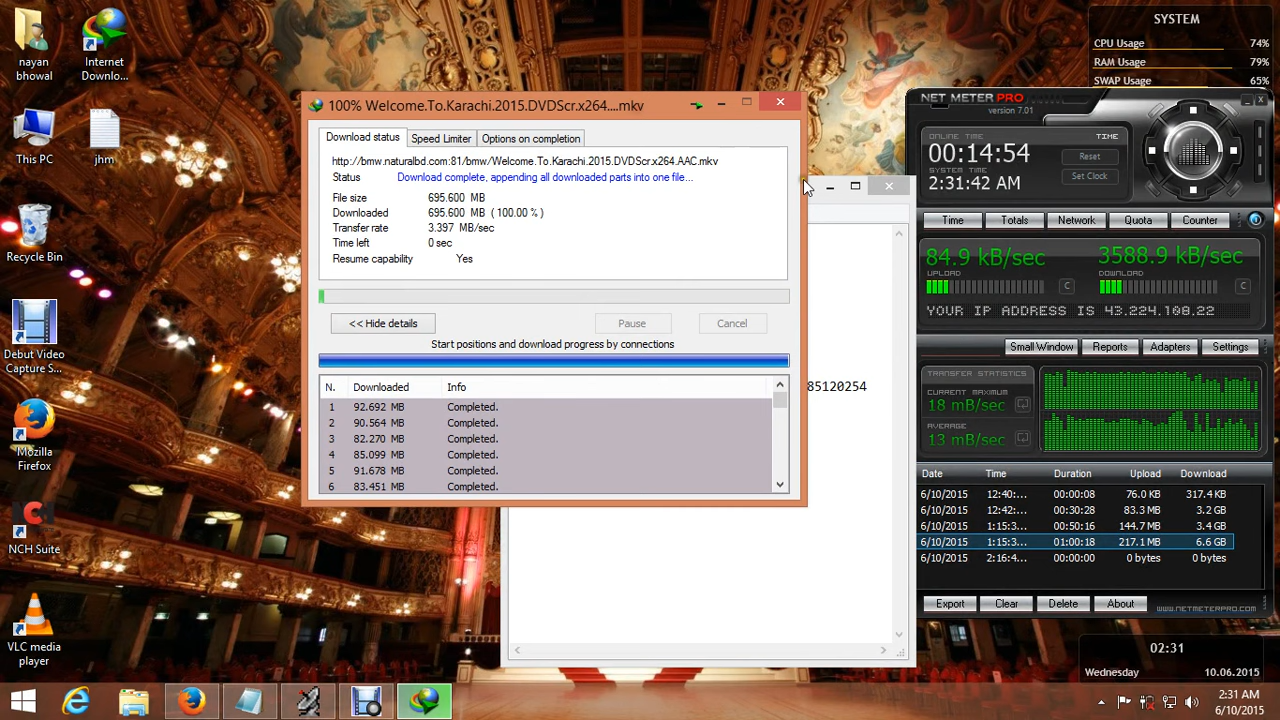 nayan
bhowal
Internet
Downlo...
This PC
jhm
Recycle Bin
Debut Video
Capture S...
Mozilla
Firefox
NCH Suite
VLC media
player
100% Welcome.To.Karachi.2015.DVDScr.x264....mkv
Download status
Speed Limiter
Options on completion
http://bmw.naturalbd.com:81/bmw/Welcome.To.Karachi.2015.DVDScr.x264.AAC.mkv
Status Download complete, appending all downloaded parts into one file...
File size 695.600 MB
Downloaded 695.600 MB ( 100.00 % )
Transfer rate 3.397 MB/sec
Time left 0 sec
Resume capability Yes
<< Hide details
Pause
Cancel
Start positions and download progress by connections
N. Downloaded Info
1 92.692 MB Completed.
2 90.564 MB Completed.
3 82.270 MB Completed.
4 85.099 MB Completed.
5 91.678 MB Completed.
6 83.451 MB Completed.
85120254
SYSTEM
CPU Usage 74%
RAM Usage 79%
SWAP Usage 65%
NET METER PRO
version 7.01
ONLINE TIME
TIME
00:14:54
Reset
SYSTEM TIME
2:31:42 AM
Set Clock
Time Totals Network Quota Counter
84.9 kB/sec 3588.9 kB/sec
UPLOAD DOWNLOAD
C C
YOUR IP ADDRESS IS 43.224.108.22
Small Window Reports Adapters Settings
TRANSFER STATISTICS
CURRENT MAXIMUM
18 mB/sec
AVERAGE
13 mB/sec
Date Time Duration Upload Download
6/10/2015 12:40:... 00:00:08 76.0 KB 317.4 KB
6/10/2015 12:42:... 00:30:28 83.3 MB 3.2 GB
6/10/2015 1:15:3... 00:50:16 144.7 MB 3.4 GB
6/10/2015 1:15:3... 01:00:18 217.1 MB 6.6 GB
6/10/2015 2:16:4... 00:00:00 0 bytes 0 bytes
Export Clear Delete About www.netmeterpro.com
02:31
Wednesday 10.06.2015
2:31 AM
6/10/2015